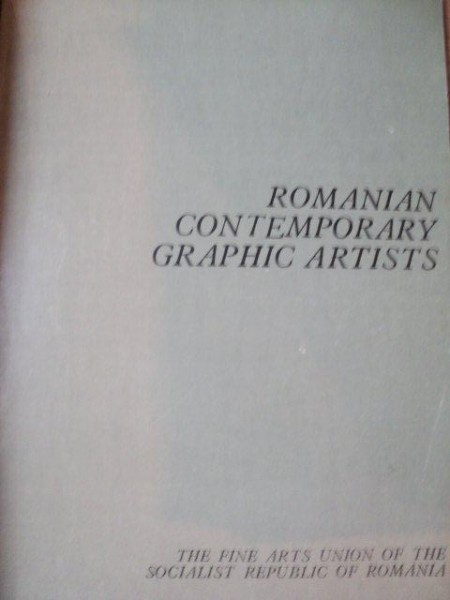 ROMANIAN
CONTEMPORARY
GRAPHIC ARTISTS
THE FINE ARTS UNION OF THE
SOCIALIST REPUBLIC OF ROMANIA